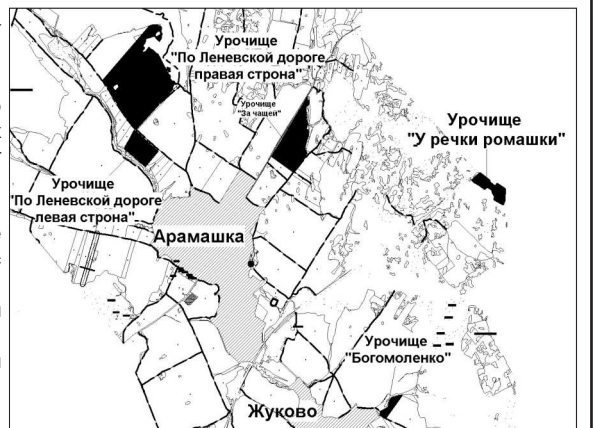 Урочище
"По Леневской дороге
правая строна"
Урочище
"За чащей"
Урочище
"У речки ромашки"
Урочище
"По Леневской дороге
левая строна"
Арамашка
Урочище
"Богомоленко"
Жуково